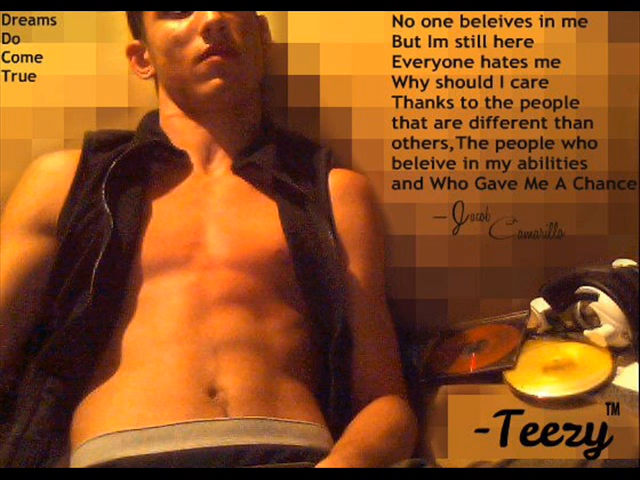 Dreams
Do
Come
True
No one beleives in me
But Im still here
Everyone hates me
Why should I care
Thanks to the people
that are different than
others,The people who
beleive in my abilities
and Who Gave Me A Chance
- Jacob Camarillo
-Teezy™